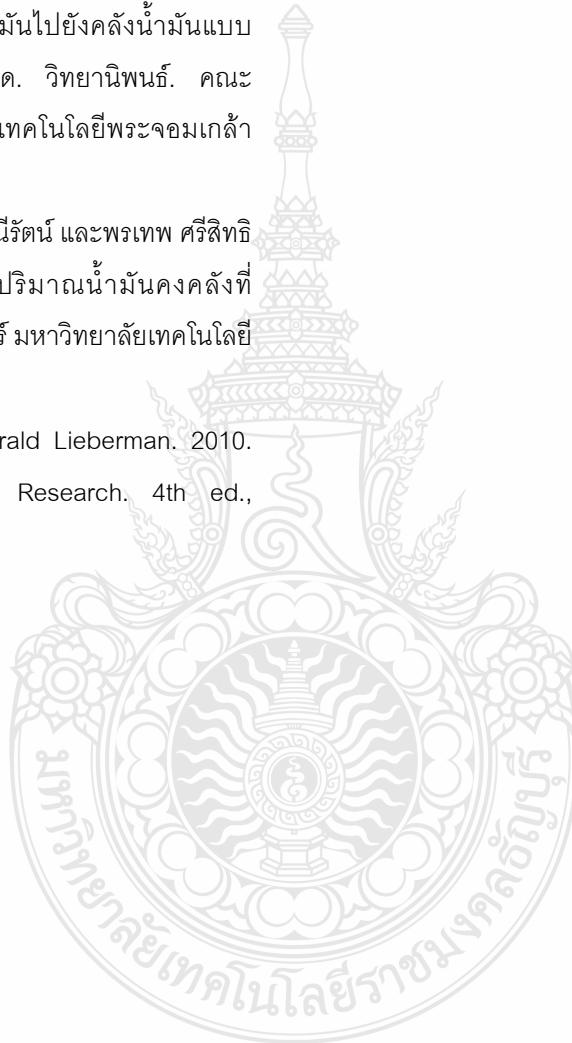 มันไปยังคลังน้ำมันแบบ
ด. วิทยานิพนธ์. คณะ
เทคโนโลยีพระจอมเกล้า
นีรัตน์ และพรเทพ ศรีสิทธิ
ปริมาณน้ำมันคงคลังที่
ร์ มหาวิทยาลัยเทคโนโลยี
rald Lieberman. 2010.
Research. 4th ed.,
มหาวิทยาลัยเทคโนโลยีราชมงคลธัญบุรี